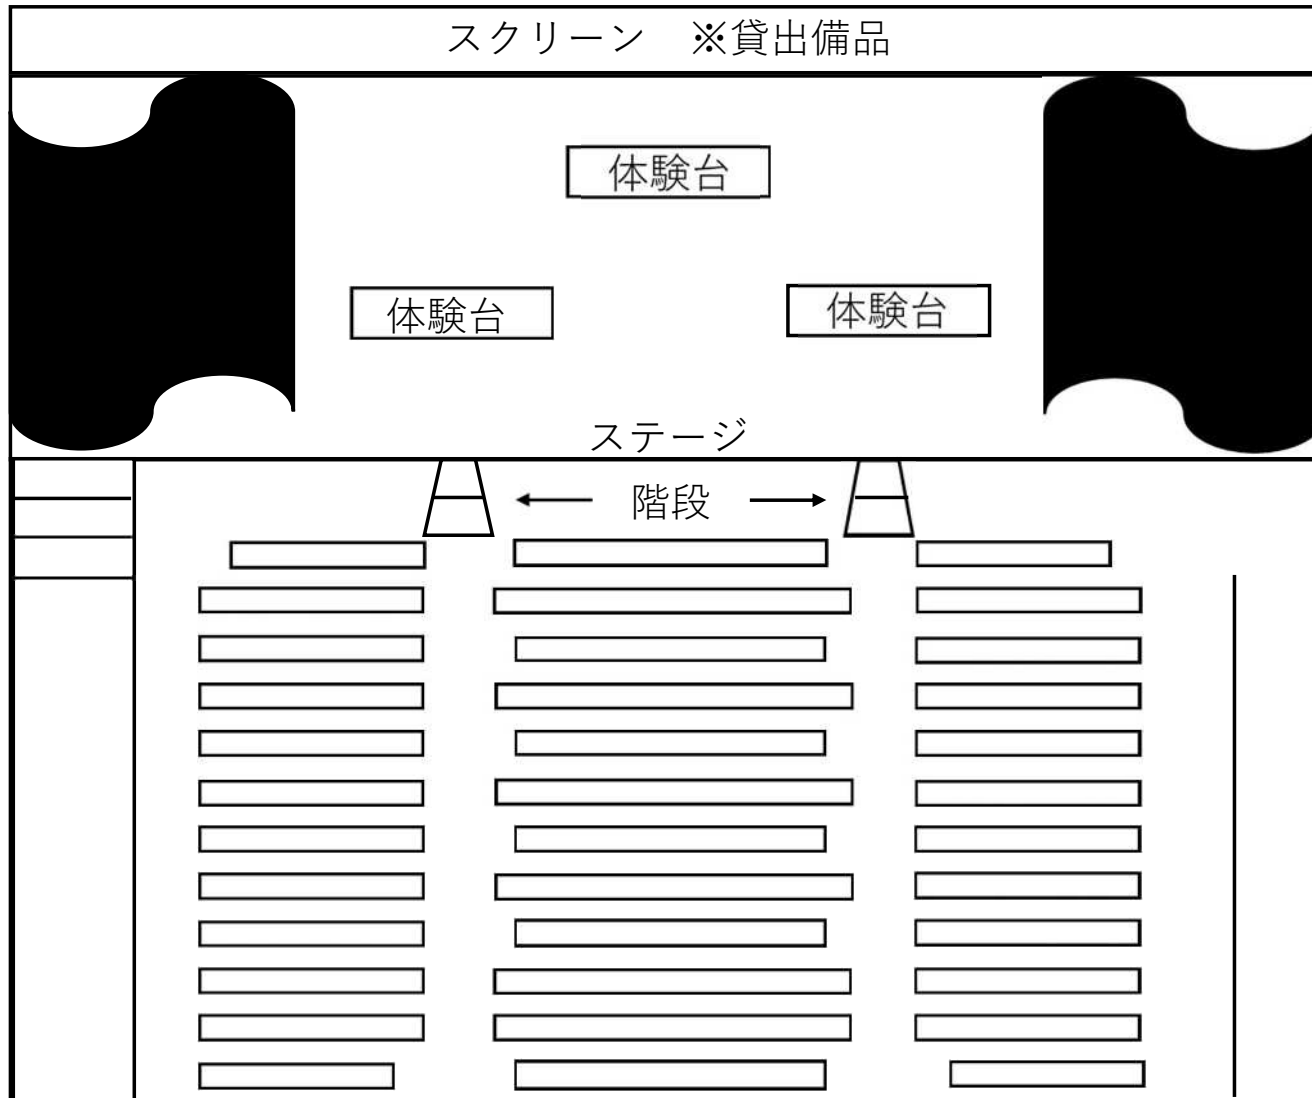 スクリーン　※貸出備品
体験台
体験台
体験台
ステージ
階段